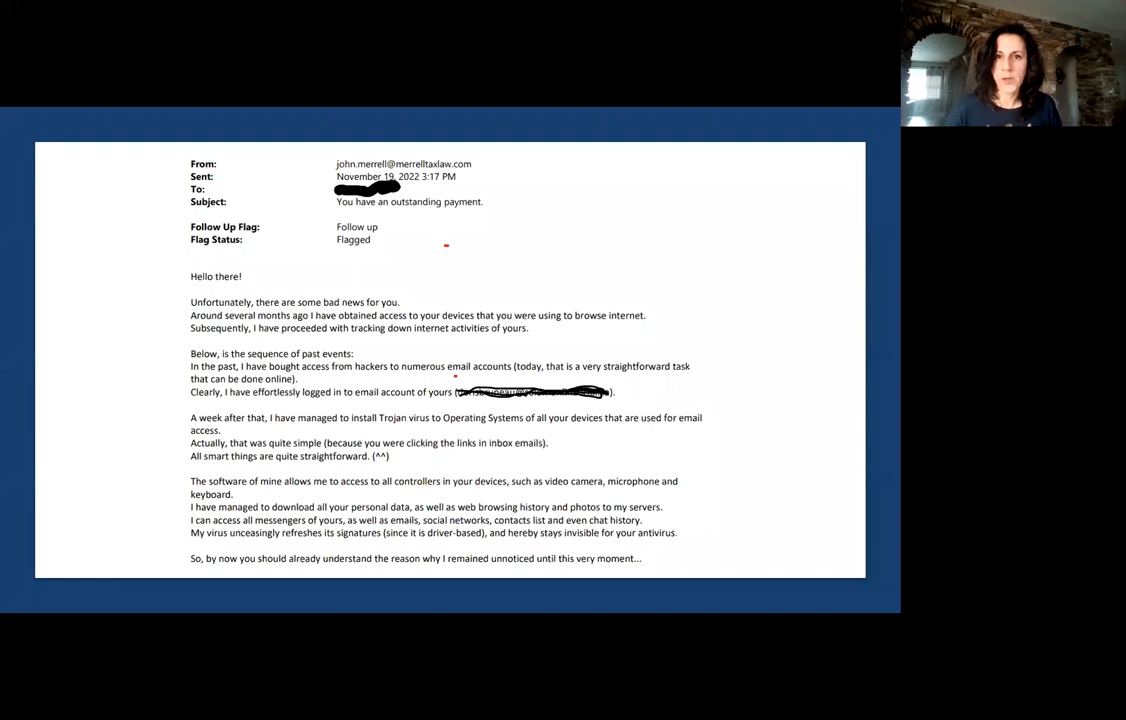 From: john.merrell@merrelltaxlaw.com
Sent: November 19, 2022 3:17 PM
To:
Subject: You have an outstanding payment.
Follow Up Flag: Follow up
Flag Status: Flagged
Hello there!
Unfortunately, there are some bad news for you.
Around several months ago I have obtained access to your devices that you were using to browse internet.
Subsequently, I have proceeded with tracking down internet activities of yours.
Below, is the sequence of past events:
In the past, I have bought access from hackers to numerous email accounts (today, that is a very straightforward task
that can be done online).
Clearly, I have effortlessly logged in to email account of yours ( ).
A week after that, I have managed to install Trojan virus to Operating Systems of all your devices that are used for email
access.
Actually, that was quite simple (because you were clicking the links in inbox emails).
All smart things are quite straightforward. (^^)
The software of mine allows me to access to all controllers in your devices, such as video camera, microphone and
keyboard.
I have managed to download all your personal data, as well as web browsing history and photos to my servers.
I can access all messengers of yours, as well as emails, social networks, contacts list and even chat history.
My virus unceasingly refreshes its signatures (since it is driver-based), and hereby stays invisible for your antivirus.
So, by now you should already understand the reason why I remained unnoticed until this very moment...